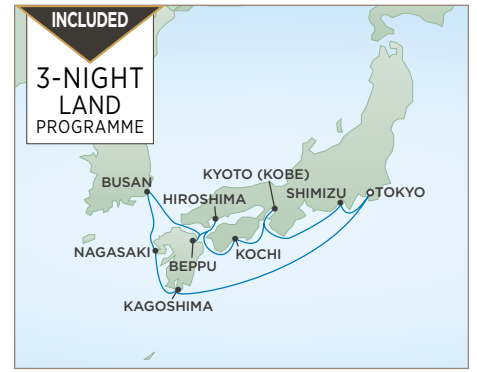 INCLUDED
3-NIGHT
LAND
PROGRAMME
KYOTO (KOBE)
BUSAN
HIROSHIMA
SHIMIZU
TOKYO
NAGASAKI
BEPPU
KOCHI
KAGOSHIMA